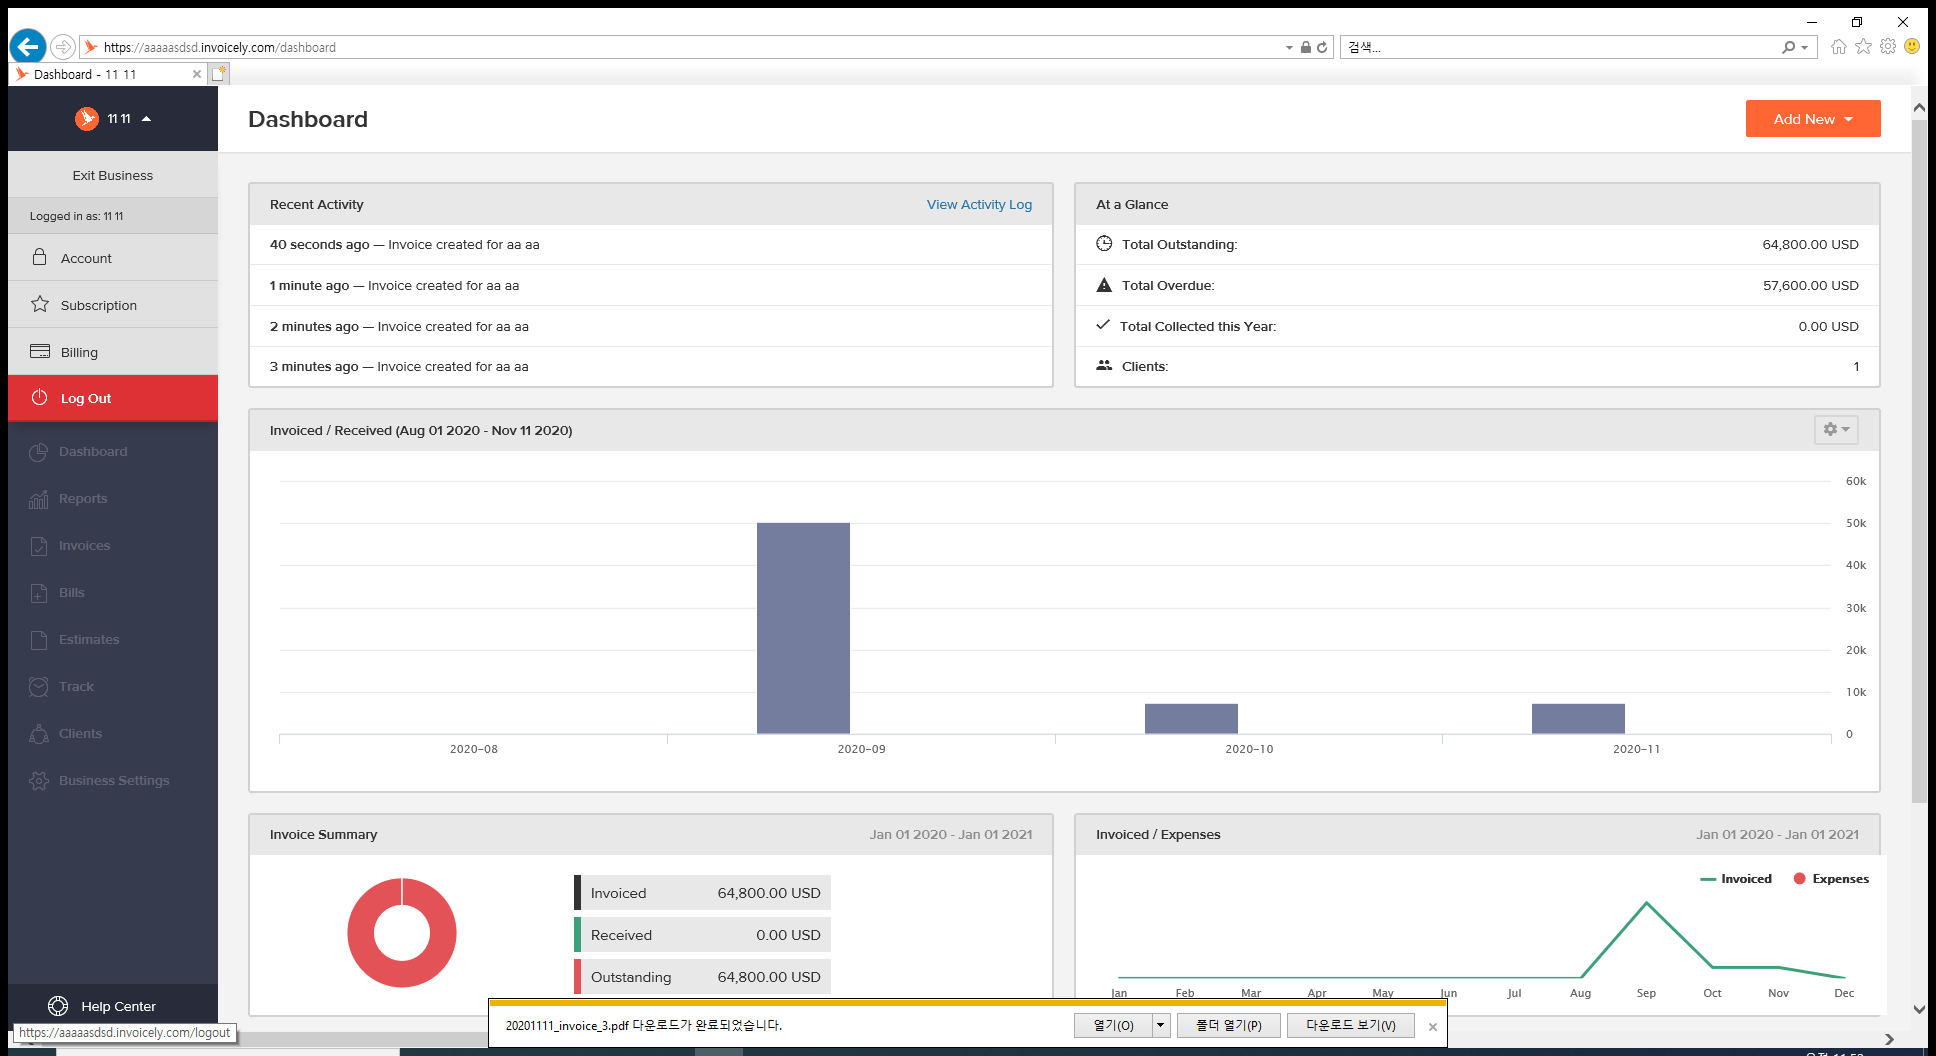 https://aaaaasdsd.invoicely.com/dashboard
검색...
Dashboard - 11 11
11 11
Exit Business
Logged in as: 11 11
Account
Subscription
Billing
Log Out
Dashboard
Reports
Invoices
Bills
Estimates
Track
Clients
Business Settings
Help Center
https://aaaaasdsd.invoicely.com/logout
Dashboard
Add New
Recent Activity
View Activity Log
40 seconds ago — Invoice created for aa aa
1 minute ago — Invoice created for aa aa
2 minutes ago — Invoice created for aa aa
3 minutes ago — Invoice created for aa aa
At a Glance
Total Outstanding: 64,800.00 USD
Total Overdue: 57,600.00 USD
Total Collected this Year: 0.00 USD
Clients: 1
Invoiced / Received (Aug 01 2020 - Nov 11 2020)
60k
50k
40k
30k
20k
10k
0
2020-08 2020-09 2020-10 2020-11
Invoice Summary
Jan 01 2020 - Jan 01 2021
Invoiced 64,800.00 USD
Received 0.00 USD
Outstanding 64,800.00 USD
Invoiced / Expenses
Jan 01 2020 - Jan 01 2021
Invoiced Expenses
Jan Feb Mar Apr May Jun Jul Aug Sep Oct Nov Dec
20201111_invoice_3.pdf 다운로드가 완료되었습니다.
열기(O)
폴더 열기(P)
다운로드 보기(V)